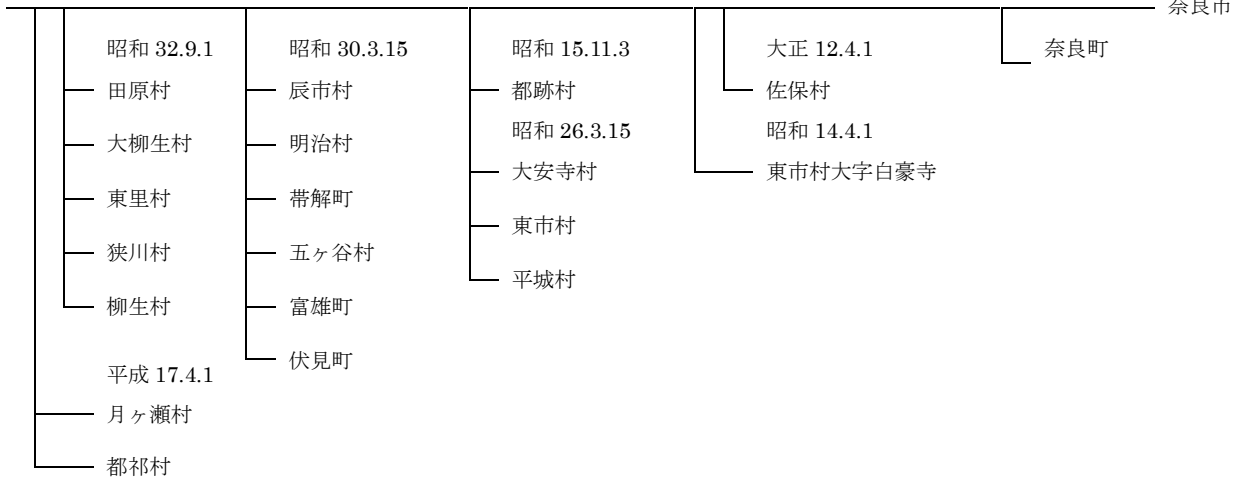 奈良市
昭和 32.9.1
田原村
大柳生村
東里村
狭川村
柳生村
平成 17.4.1
月ヶ瀬村
都祁村
昭和 30.3.15
辰市村
明治村
帯解町
五ヶ谷村
富雄町
伏見町
昭和 15.11.3
都跡村
昭和 26.3.15
大安寺村
東市村
平城村
大正 12.4.1
佐保村
昭和 14.4.1
東市村大字白豪寺
奈良町